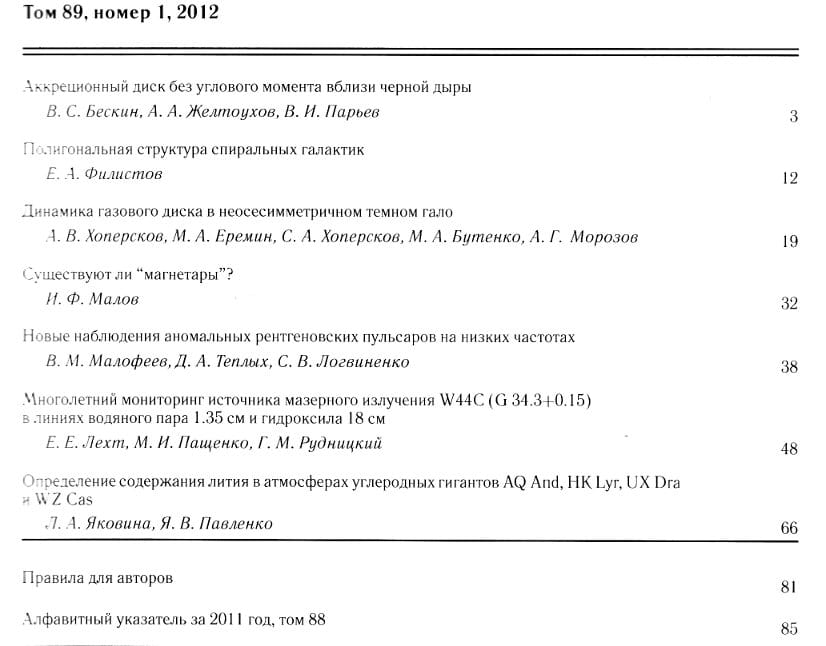 Том 89, номер 1, 2012
Аккреционный диск без углового момента вблизи черной дыры
В. С. Бескин, А. А. Желтоухов, В. И. Парьев 3
Полигональная структура спиральных галактик
Е. А. Филистов 12
Динамика газового диска в неосесимметричном темном гало
А. В. Хоперсков, М. А. Еремин, С. А. Хоперсков, М. А. Бутенко, А. Г. Морозов 19
Существуют ли “магнетары”?
И. Ф. Малов 32
Новые наблюдения аномальных рентгеновских пульсаров на низких частотах
В. М. Малофеев, Д. А. Теплых, С. В. Логвиненко 38
Многолетний мониторинг источника мазерного излучения W44C (G 34.3+0.15)
в линиях водяного пара 1.35 см и гидроксила 18 см
Е. Е. Лехт, М. И. Пащенко, Г. М. Рудницкий 48
Определение содержания лития в атмосферах углеродных гигантов AQ And, HK Lyr, UX Dra
и WZ Cas
Л. А. Яковина, Я. В. Павленко 66
Правила для авторов 81
Алфавитный указатель за 2011 год, том 88 85